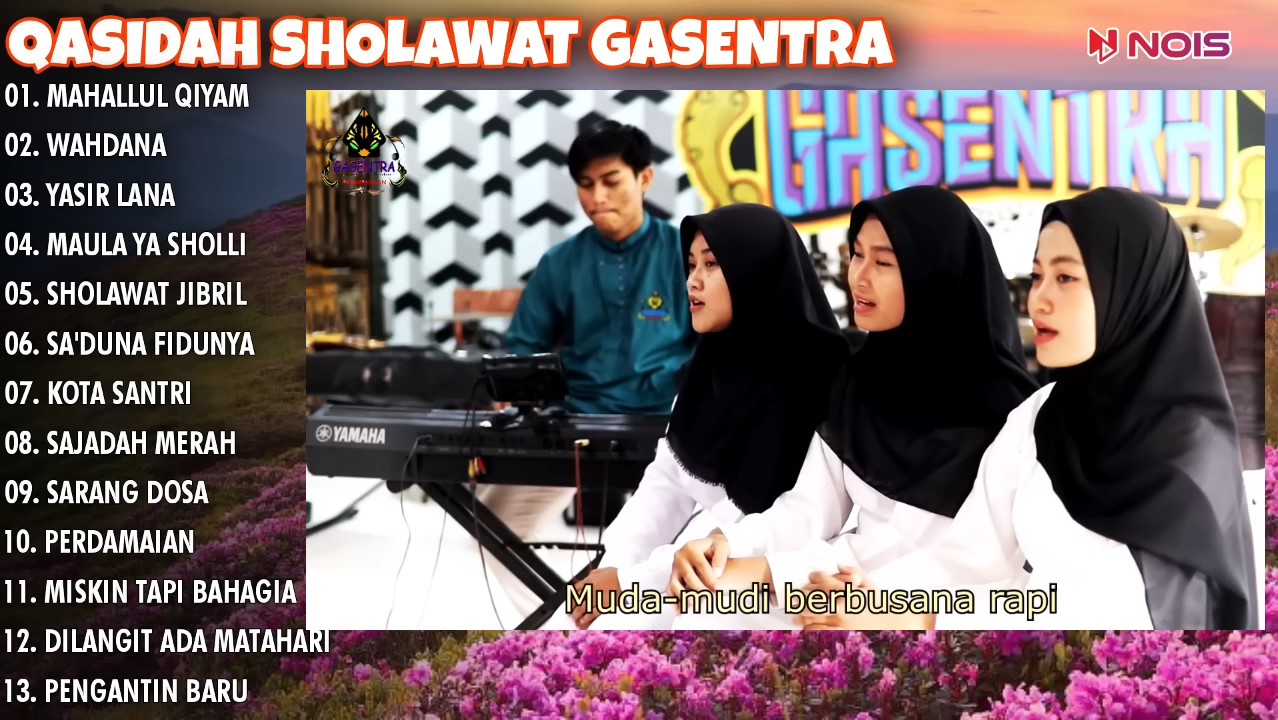 QASIDAH SHOLAWAT GASENTRA
NOIS
01. MAHALLUL QIYAM
02. WAHDANA
03. YASIR LANA
04. MAULA YA SHOLLI
05. SHOLAWAT JIBRIL
06. SA'DUNA FIDUNYA
07. KOTA SANTRI
08. SAJADAH MERAH
09. SARANG DOSA
10. PERDAMAIAN
11. MISKIN TAPI BAHAGIA
12. DILANGIT ADA MATAHARI
13. PENGANTIN BARU
GASENTRA
GASENTRA
YAMAHA
Muda-mudi berbusana rapi